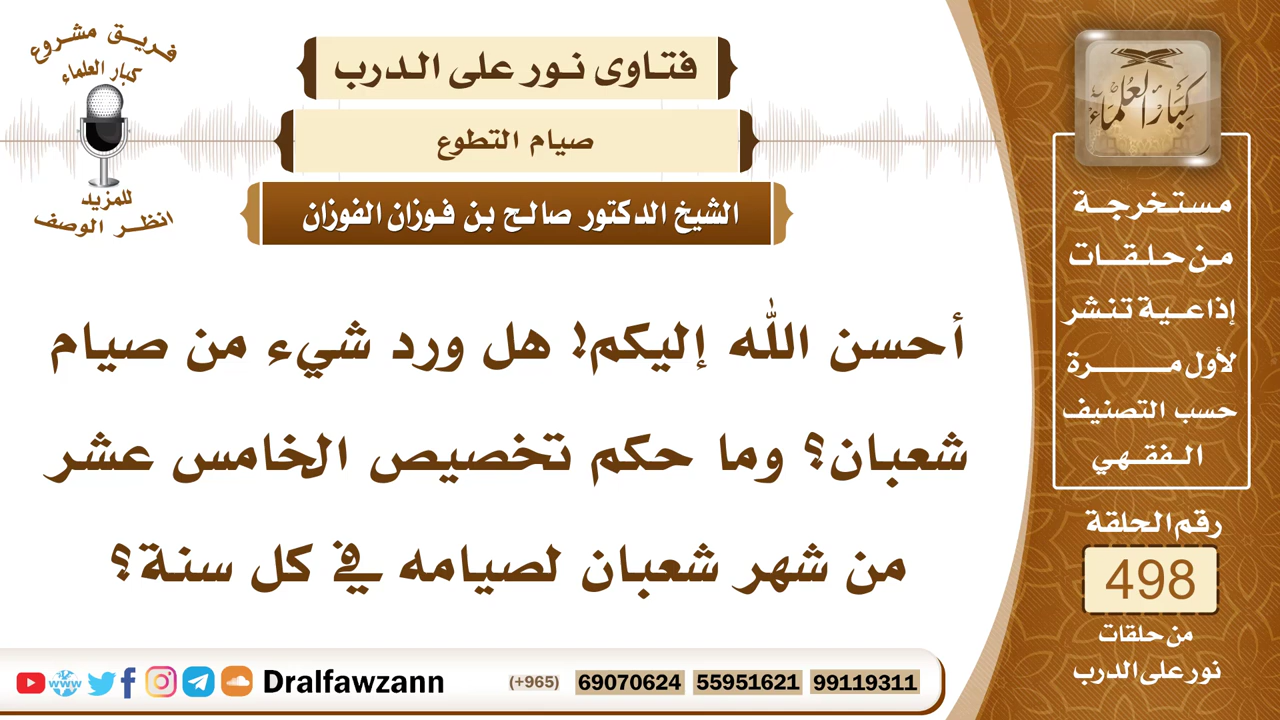 فريق مشروع
كبار العلماء
للمزيد
انظر الوصف
فتاوى نور على الدرب
صيام التطوع
الشيخ الدكتور صالح بن فوزان الفوزان
أحسن الله إليكم! هل ورد شيء من صيام
شعبان؟ وما حكم تخصيص الخامس عشر
من شهر شعبان لصيامه في كل سنة؟
كبار العلماء
مستخرجة
من حلقات
إذاعية تنشر
لأول مرة
حسب التصنيف
الفقهي
رقم الحلقة
498
من حلقات
نور على الدرب
www Dralfawzann (+965) 69070624 55951621 99119311